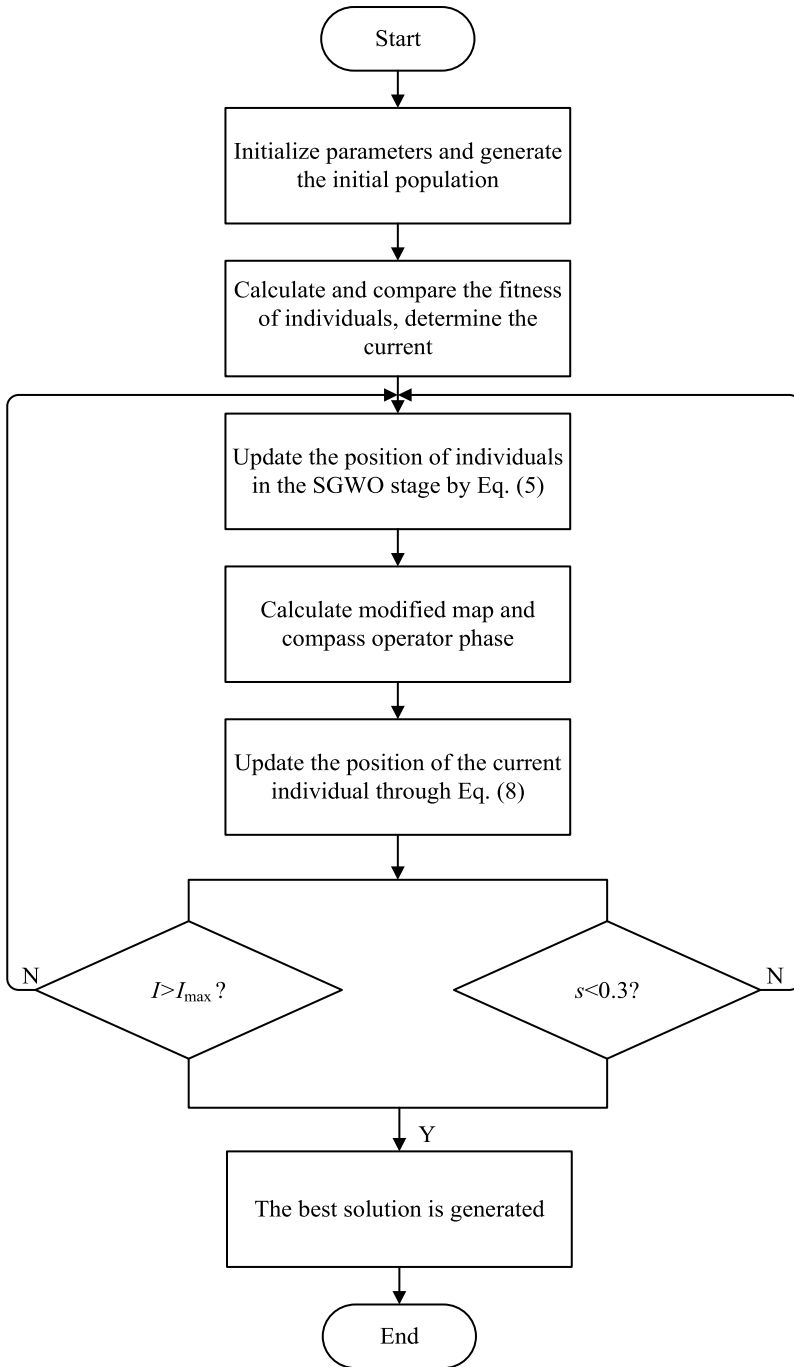 Start
Initialize parameters and generate
the initial population
Calculate and compare the fitness
of individuals, determine the
current
Update the position of individuals
in the SGWO stage by Eq. (5)
Calculate modified map and
compass operator phase
Update the position of the current
individual through Eq. (8)
N
I>Imax?
s<0.3?
N
Y
The best solution is generated
End